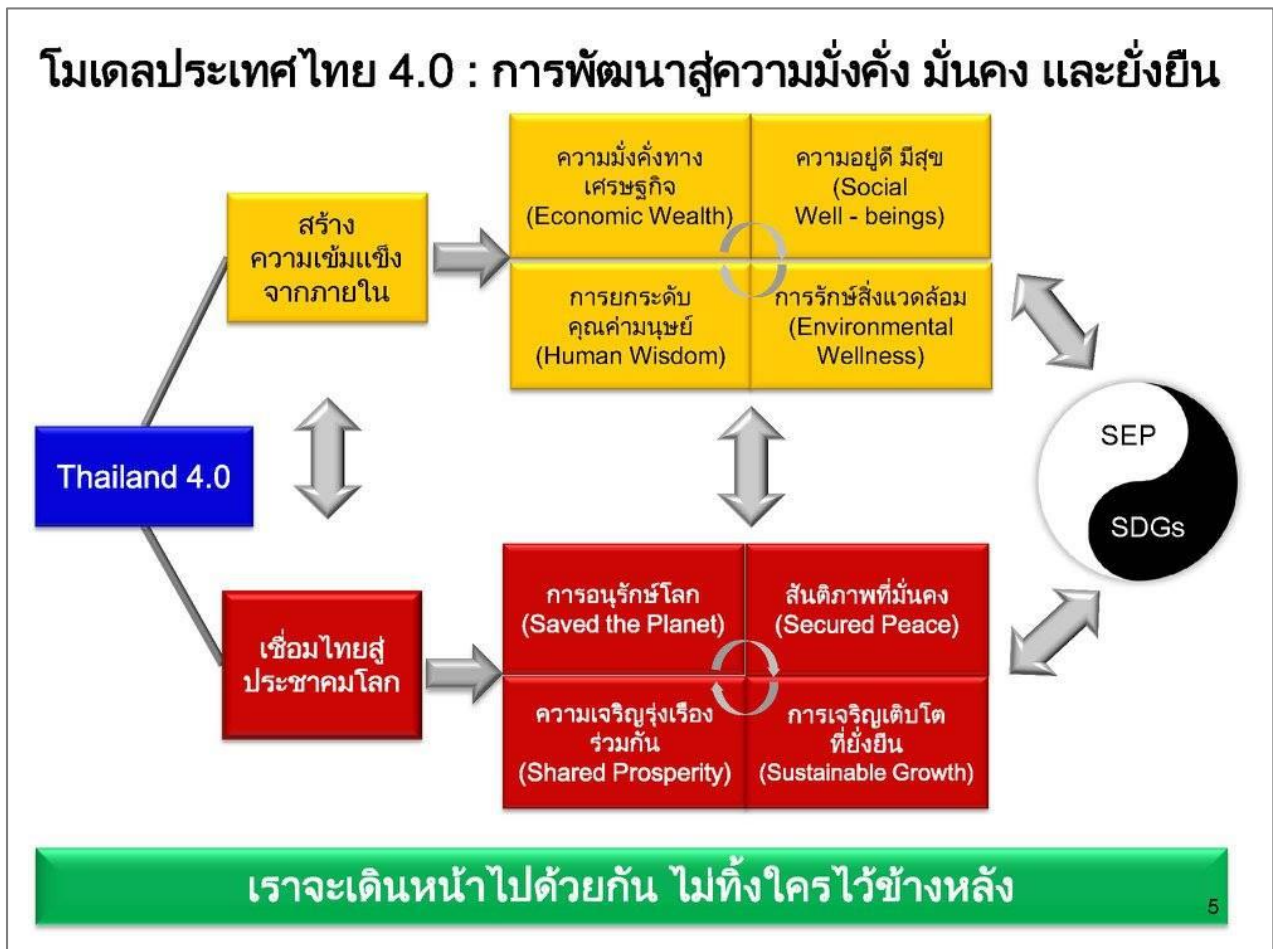 โมเดลประเทศไทย 4.0 : การพัฒนาสู่ความมั่งคั่ง มั่นคง และยั่งยืน
ความมั่งคั่งทาง
เศรษฐกิจ
(Economic Wealth)
ความอยู่ดี มีสุข
(Social
Well - beings)
สร้าง
ความเข้มแข็ง
จากภายใน
การยกระดับ
คุณค่ามนุษย์
(Human Wisdom)
การรักษ์สิ่งแวดล้อม
(Environmental
Wellness)
Thailand 4.0
SEP
SDGs
การอนุรักษ์โลก
(Saved the Planet)
สันติภาพที่มั่นคง
(Secured Peace)
เชื่อมไทยสู่
ประชาคมโลก
ความเจริญรุ่งเรือง
ร่วมกัน
(Shared Prosperity)
การเจริญเติบโต
ที่ยั่งยืน
(Sustainable Growth)
เราจะเดินหน้าไปด้วยกัน ไม่ทิ้งใครไว้ข้างหลัง
5